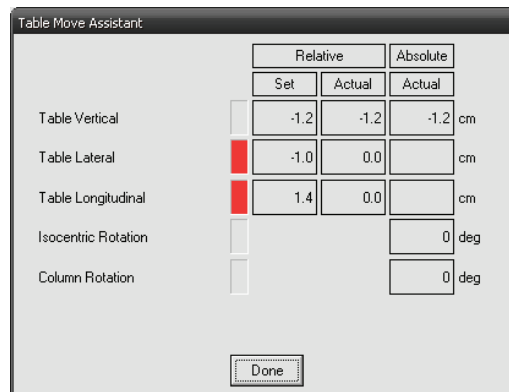 Table Move Assistant
Relative Absolute
Set Actual Actual
Table Vertical -1.2 -1.2 -1.2 cm
Table Lateral -1.0 0.0 cm
Table Longitudinal 1.4 0.0 cm
Isocentric Rotation 0 deg
Column Rotation 0 deg
Done